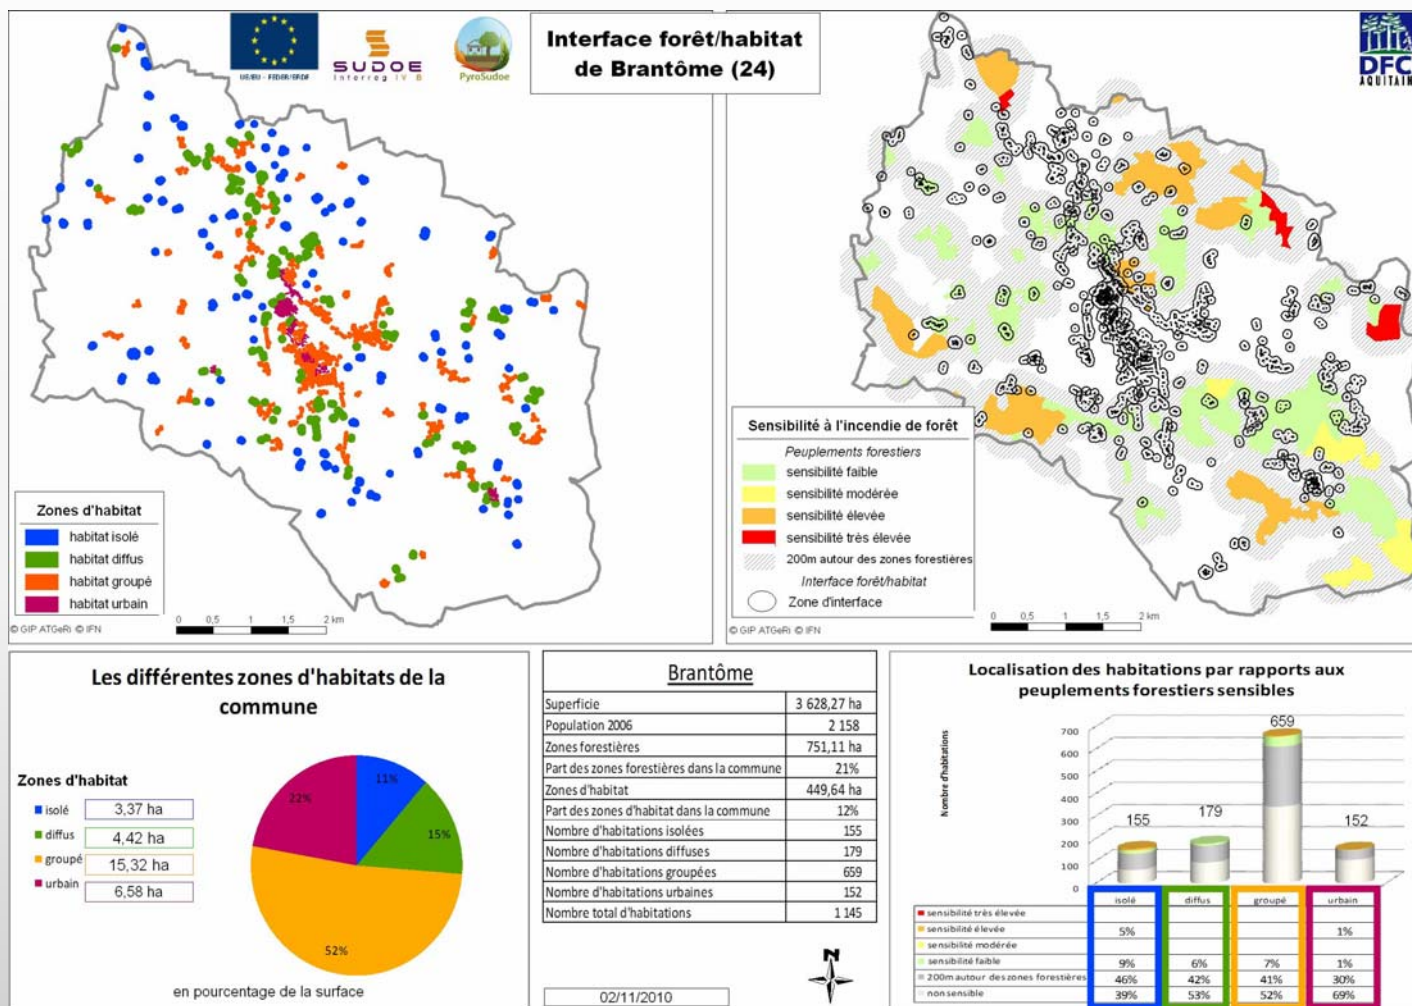 Interface forêt/habitat
de Brantôme (24)
UE/EU - FEDER/ERDF
SUDOE
Interreg IV B
PyroSudoe
DFC
AQUITAIN
Zones d'habitat
habitat isolé
habitat diffus
habitat groupé
habitat urbain
0 0,5 1 1,5 2 km
© GIP ATGeRi © IFN
Sensibilité à l'incendie de forêt
Peuplements forestiers
sensibilité faible
sensibilité modérée
sensibilité élevée
sensibilité très élevée
200m autour des zones forestières
Interface forêt/habitat
Zone d'interface
0 0,5 1 1,5 2 km
© GIP ATGeRi © IFN
Les différentes zones d'habitats de la
commune
Zones d'habitat
isolé 3,37 ha
diffus 4,42 ha
groupé 15,32 ha
urbain 6,58 ha
11%
15%
52%
22%
en pourcentage de la surface
Brantôme
Superficie 3 628,27 ha
Population 2006 2 158
Zones forestières 751,11 ha
Part des zones forestières dans la commune 21%
Zones d'habitat 449,64 ha
Part des zones d'habitat dans la commune 12%
Nombre d'habitations isolées 155
Nombre d'habitations diffuses 179
Nombre d'habitations groupées 659
Nombre d'habitations urbaines 152
Nombre total d'habitations 1 145
N
02/11/2010
Localisation des habitations par rapports aux
peuplements forestiers sensibles
Nombre d'habitations
700
600
500
400
300
200
100
0
155 179 659 152
isolé diffus groupé urbain
sensibilité très élevée
sensibilité élevée 5% 1%
sensibilité modérée
sensibilité faible 9% 6% 7% 1%
200m autour des zones forestières 46% 42% 41% 30%
non sensible 39% 53% 52% 69%